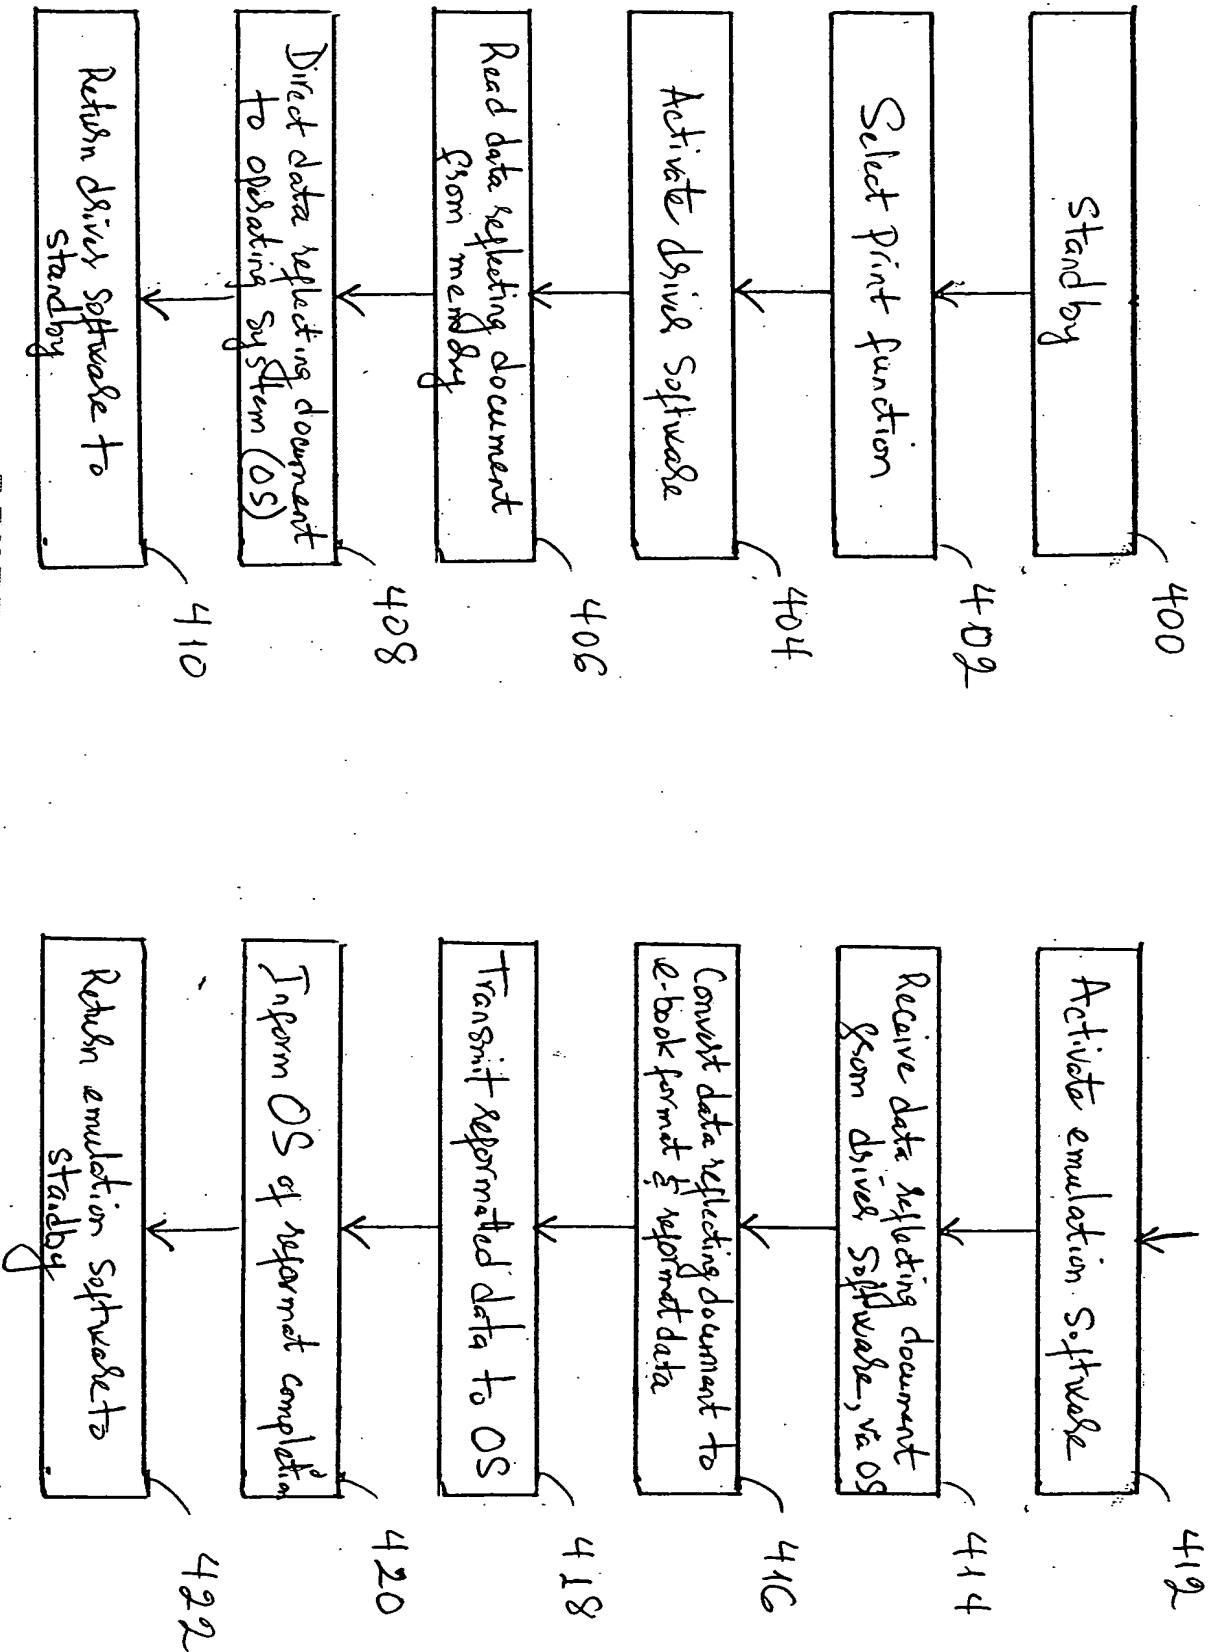 Standby
400
Select Print function
402
Activate driver Software
404
Read data reflecting document
from memory
406
Direct data reflecting document
to operating System (OS)
408
Return driver Software to
standby
410
Activate emulation Software
412
Receive data reflecting document
from driver Software, via OS
414
Convert data reflecting document to
e-book format & reformat data
416
Transmit reformatted data to OS
418
Inform OS of reformat completion
420
Return emulation Software to
standby
422